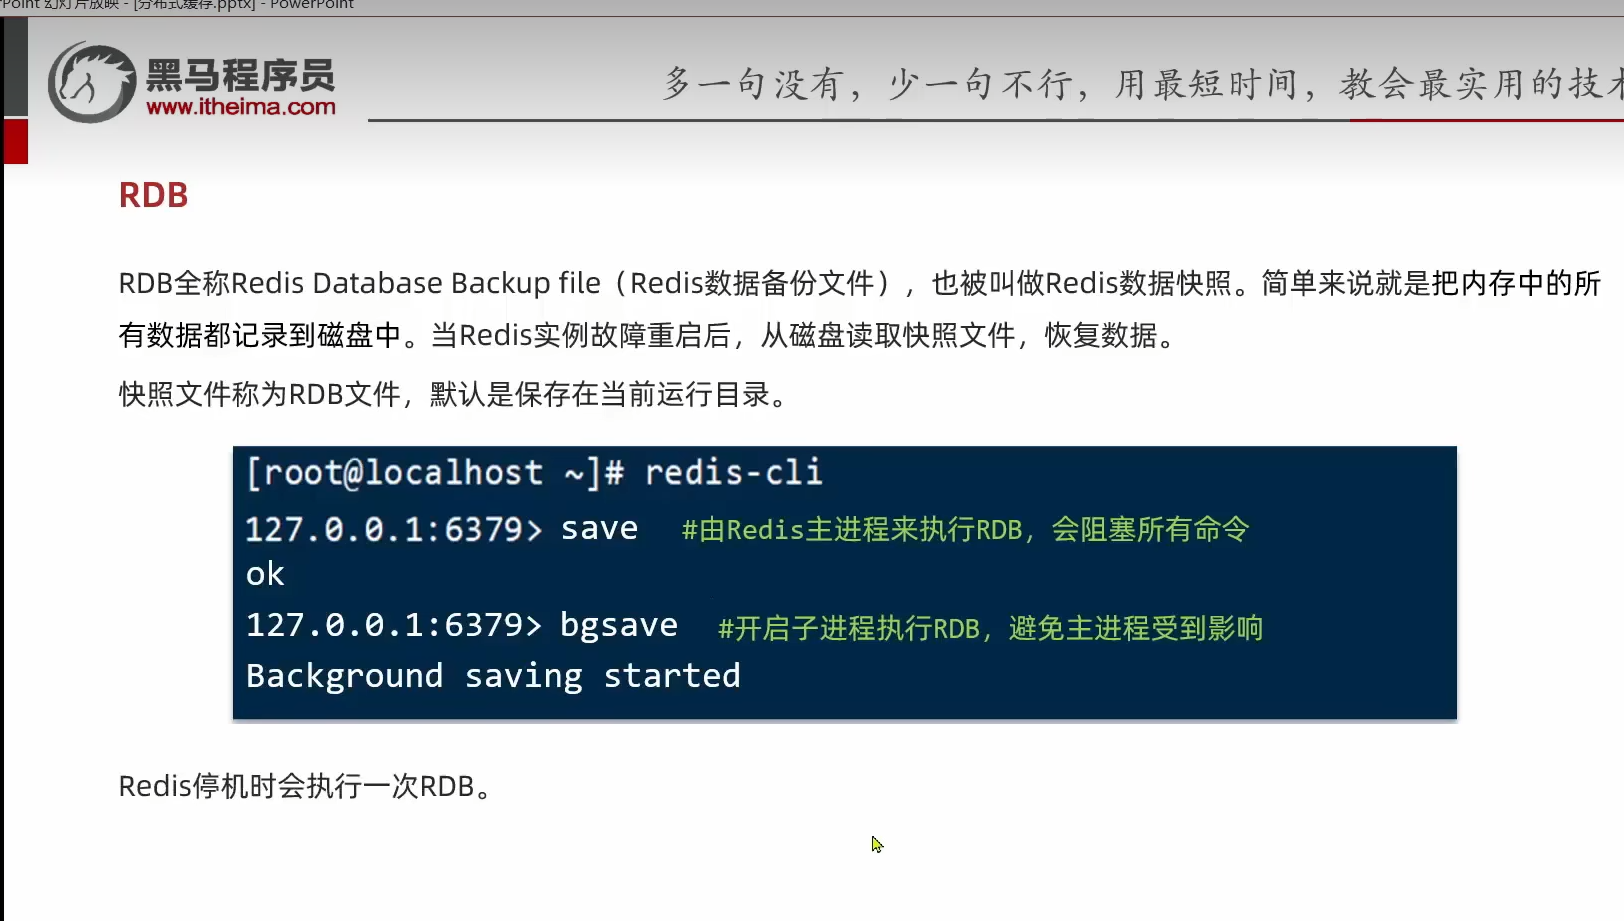 Point 幻灯片放映 - [分布式缓存.pptx] - PowerPoint
黑马程序员
www.itheima.com
多一句没有，少一句不行，用最短时间，教会最实用的技术
RDB
RDB全称Redis Database Backup file（Redis数据备份文件），也被叫做Redis数据快照。简单来说就是把内存中的所
有数据都记录到磁盘中。当Redis实例故障重启后，从磁盘读取快照文件，恢复数据。
快照文件称为RDB文件，默认是保存在当前运行目录。
[root@localhost ~]# redis-cli
127.0.0.1:6379> save #由Redis主进程来执行RDB，会阻塞所有命令
ok
127.0.0.1:6379> bgsave #开启子进程执行RDB，避免主进程受到影响
Background saving started
Redis停机时会执行一次RDB。